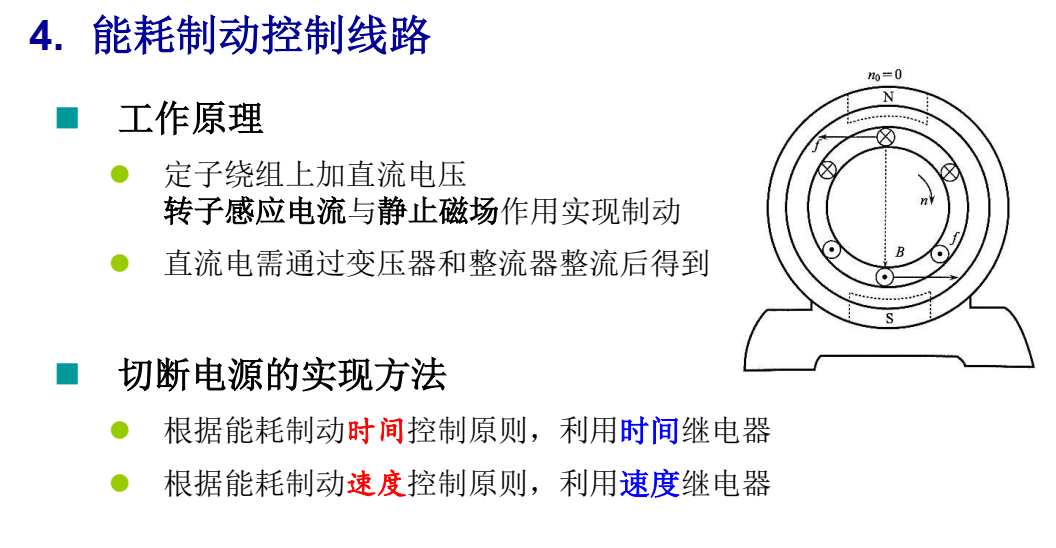 4. 能耗制动控制线路
工作原理
定子绕组上加直流电压
转子感应电流与静止磁场作用实现制动
直流电需通过变压器和整流器整流后得到
n₀=0
N
f
n
f
B
S
切断电源的实现方法
根据能耗制动时间控制原则，利用时间继电器
根据能耗制动速度控制原则，利用速度继电器